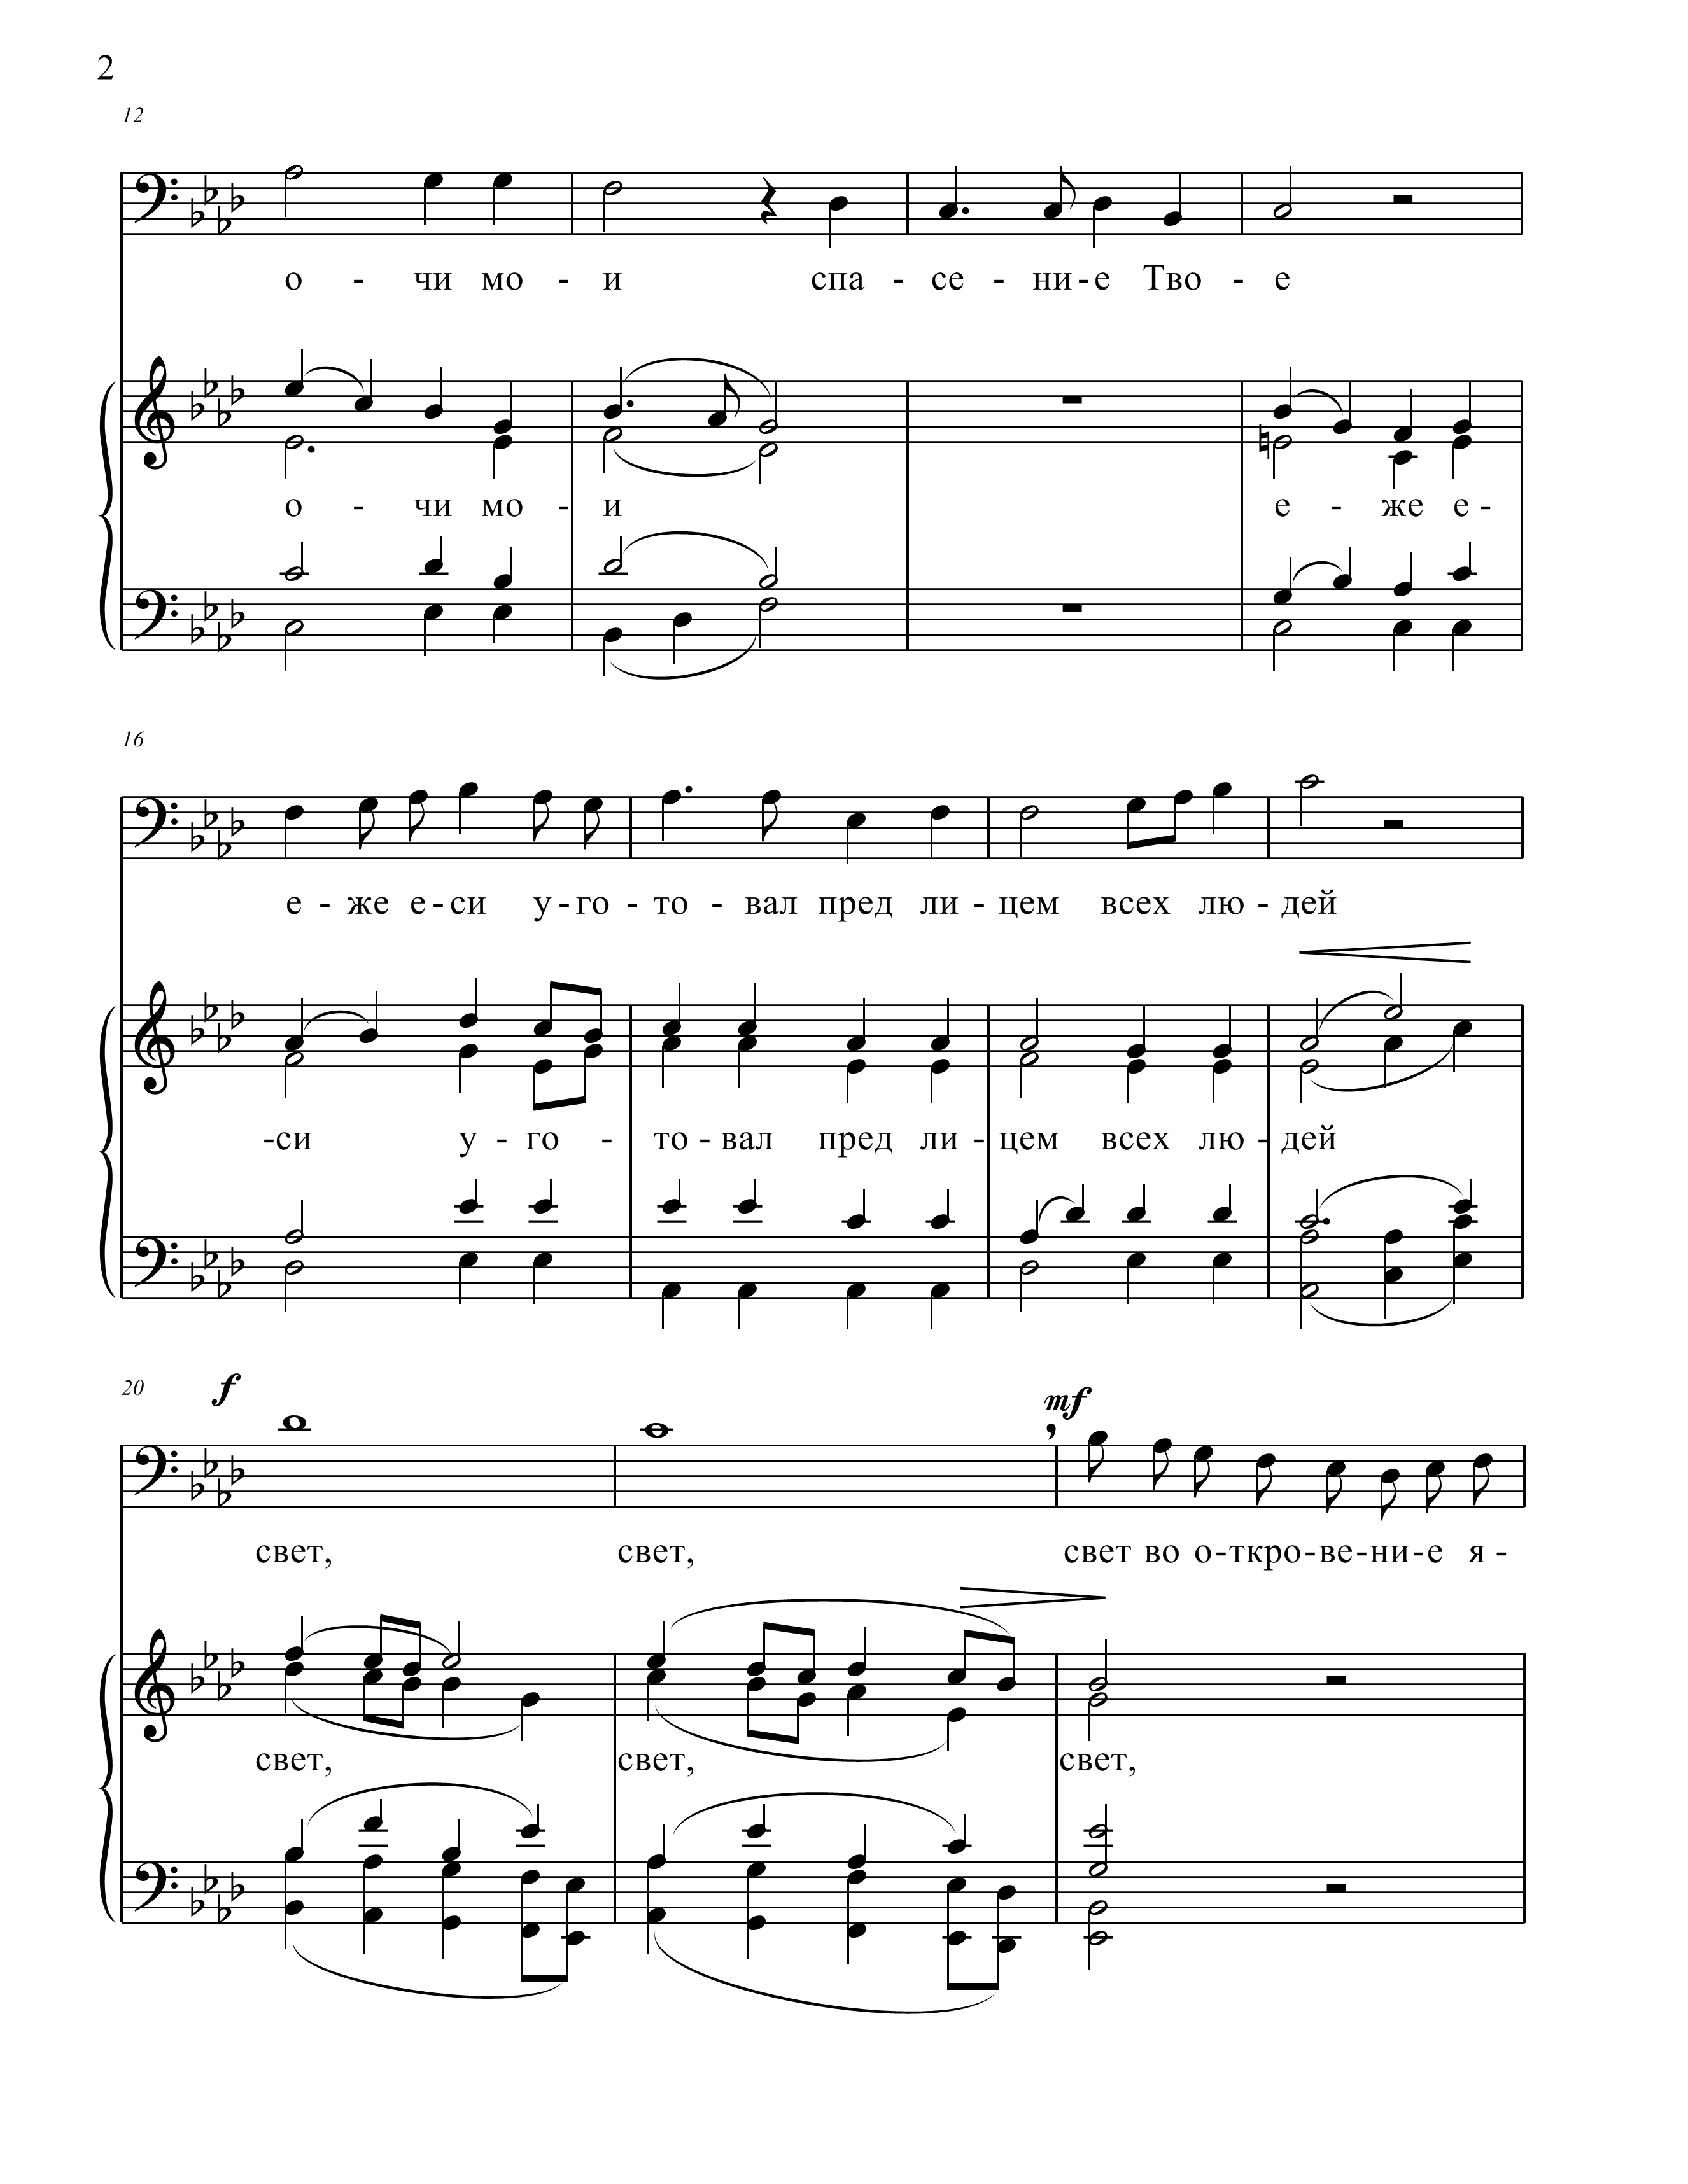 2
12
о - чи мо - и спа - се - ни - е Тво - е
о - чи мо - и е - же е -
16
е - же е - си у - го - то - вал пред ли - цем всех лю - дей
-си у - го - то - вал пред ли - цем всех лю - дей
20 f mf
свет, свет, свет во о - ткро - ве - ни - е я -
свет, свет, свет,